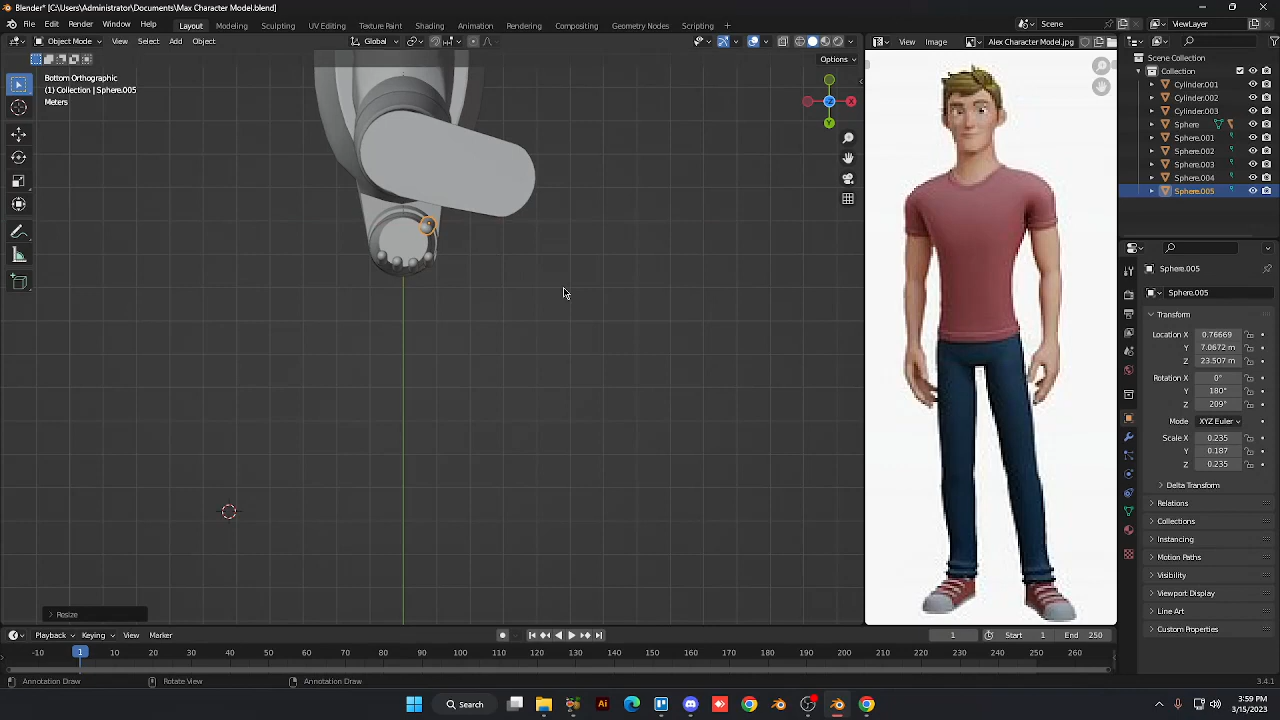 Blender* [C:\Users\Administrator\Documents\Max Character Model.blend]
File Edit Render Window Help
Layout Modeling Sculpting UV Editing Texture Paint Shading Animation Rendering Compositing Geometry Nodes Scripting +
Scene ViewLayer
Object Mode View Select Add Object Global
View Image Alex Character Model.jpg
Options
Bottom Orthographic
(1) Collection | Sphere.005
Meters
X
Y
Z
Scene Collection
Collection
Cylinder.001
Cylinder.002
Cylinder.003
Sphere
Sphere.001
Sphere.002
Sphere.003
Sphere.004
Sphere.005
Sphere.005
Sphere.005
Transform
Location X 0.76669
Y 7.0672 m
Z 23.507 m
Rotation X 0°
Y 180°
Z 200°
Mode XYZ Euler
Scale X 0.235
Y 0.187
Z 0.235
Delta Transform
Relations
Collections
Instancing
Motion Paths
Visibility
Viewport Display
Line Art
Custom Properties
Resize
Playback Keying View Marker
1 Start 1 End 250
-10 1 10 20 30 40 50 60 70 80 90 100 110 120 130 140 150 160 170 180 190 200 210 220 230 240 250 260
Annotation Draw Rotate View Annotation Draw 3.4.1
Search
3:59 PM
3/15/2023